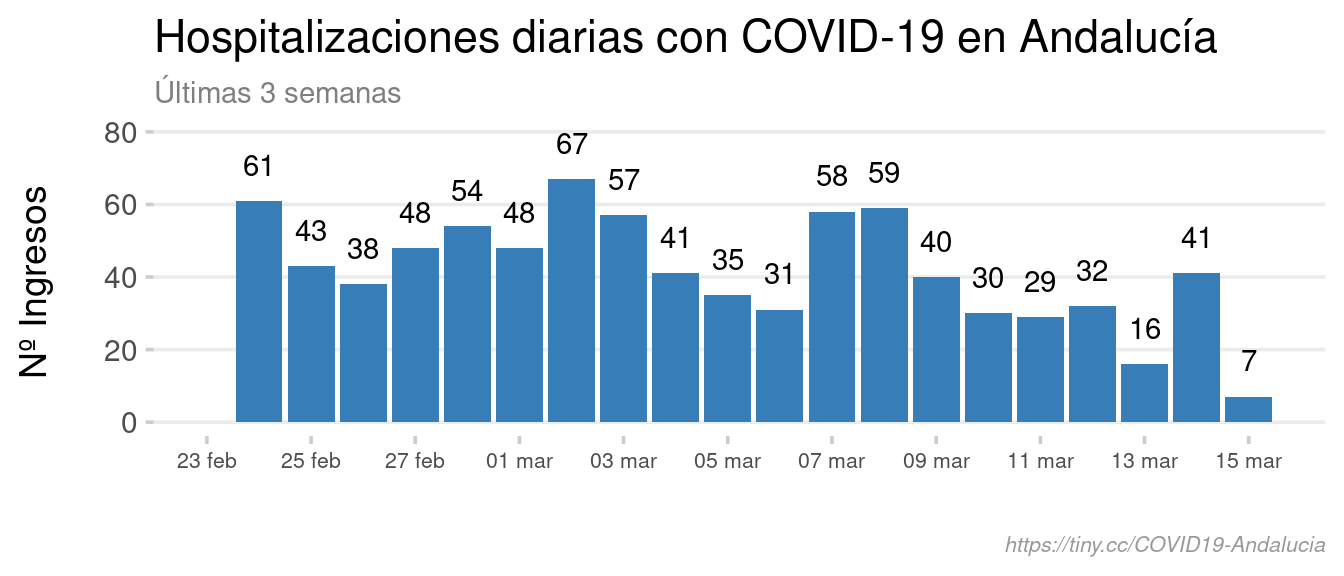 Hospitalizaciones diarias con COVID-19 en Andalucía
Últimas 3 semanas
Nº Ingresos
80
60
40
20
0
61
43
38
48
54
48
67
57
41
35
31
58
59
40
30
29
32
16
41
7
23 feb
25 feb
27 feb
01 mar
03 mar
05 mar
07 mar
09 mar
11 mar
13 mar
15 mar
https://tiny.cc/COVID19-Andalucia